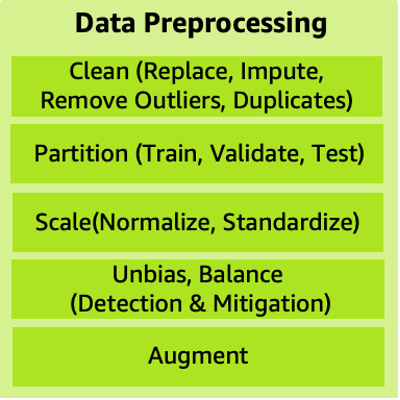 Data Preprocessing
Clean (Replace, Impute,
Remove Outliers, Duplicates)
Partition (Train, Validate, Test)
Scale(Normalize, Standardize)
Unbias, Balance
(Detection & Mitigation)
Augment